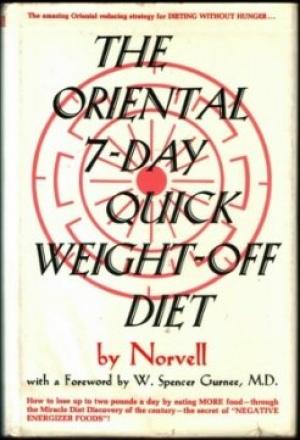 The amazing Oriental reducing strategy for DIETING WITHOUT HUNGER...
THE
ORIENTAL
7-DAY
QUICK
WEIGHT-OFF
DIET
by Norvell
with a Foreword by W. Spencer Gurnee, M.D.
How to lose up to two pounds a day by eating MORE food—through
the Miracle Diet Discovery of the century—the secret of "NEGATIVE
ENERGIZER FOODS"!